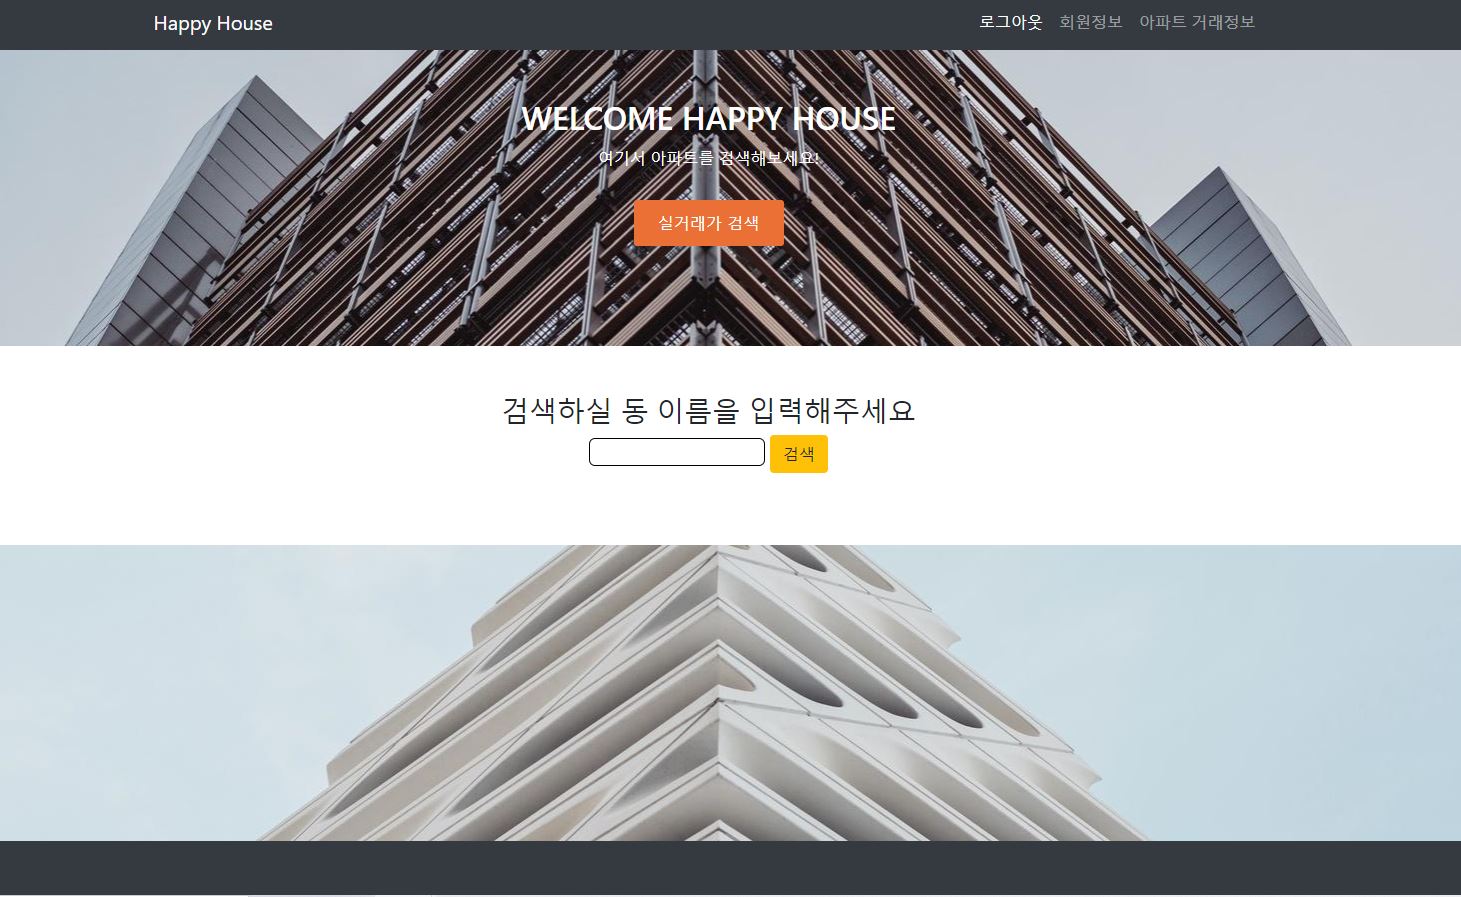 Happy House
로그아웃 회원정보 아파트 거래정보
WELCOME HAPPY HOUSE
여기서 아파트를 검색해보세요!
실거래가 검색
검색하실 동 이름을 입력해주세요
검색